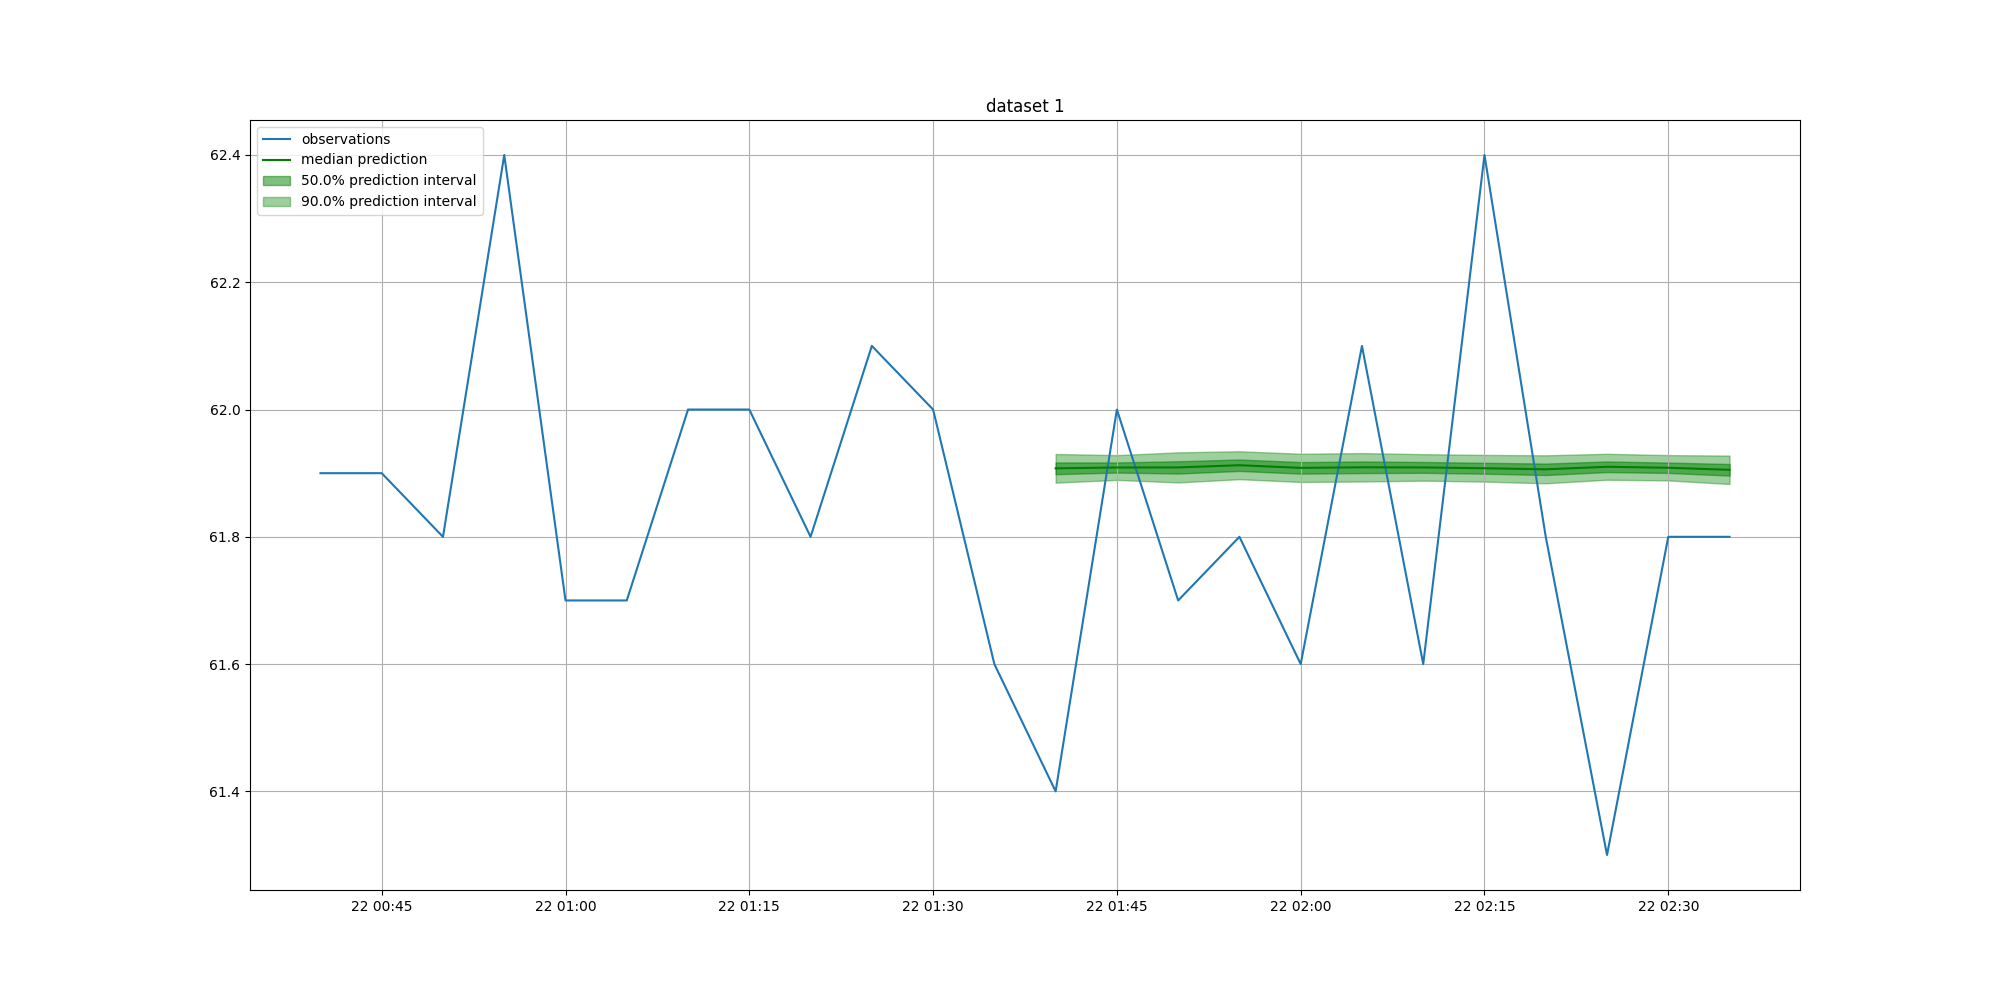 dataset 1
observations
median prediction
50.0% prediction interval
90.0% prediction interval
62.4
62.2
62.0
61.8
61.6
61.4
22 00:45
22 01:00
22 01:15
22 01:30
22 01:45
22 02:00
22 02:15
22 02:30